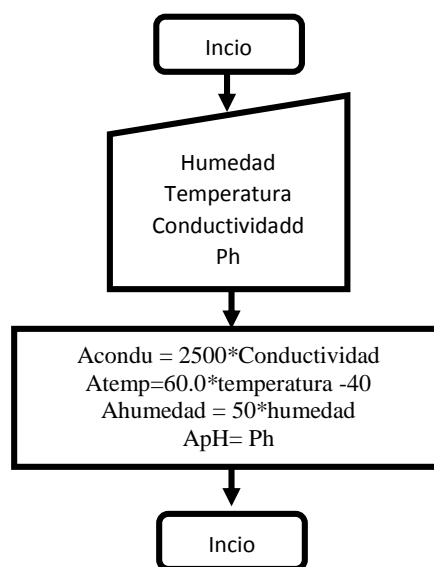 Incio
Humedad
Temperatura
Conductividadd
Ph
Acondu = 2500*Conductividad
Atemp=60.0*temperatura -40
Ahumedad = 50*humedad
ApH= Ph
Incio